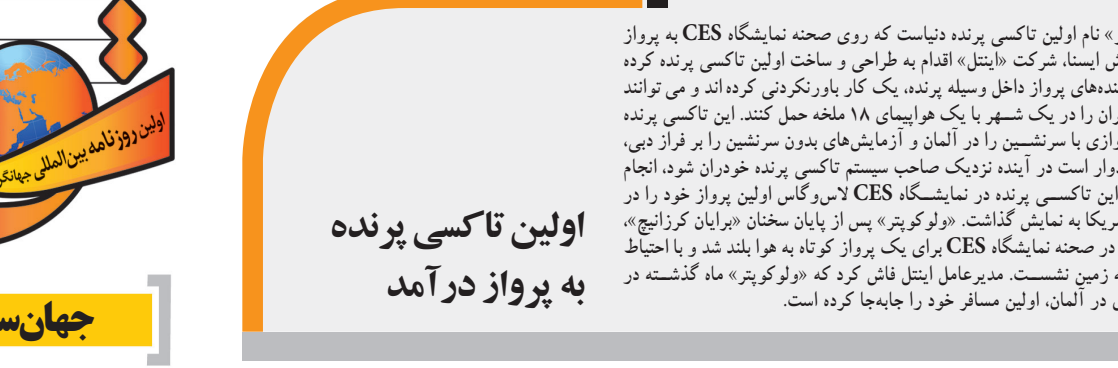 نام اولین تاکسی پرنده دنیاست که روی صحنه نمایشگاه CES به پرواز
ایسنا، شرکت «اینتل» اقدام به طراحی و ساخت اولین تاکسی پرنده کرده
پرواز داخل وسیله پرنده، یک کار باورنکردنی کرده‌اند و می توانند
را در یک شهر با یک هواپیمای ۱۸ ملخه حمل کنند. این تاکسی پرنده
با سرنشین را در آلمان و آزمایش‌های بدون سرنشین را بر فراز دبی،
است در آینده نزدیک صاحب سیستم تاکسی پرنده خودران شود، انجام
این تاکسی پرنده در نمایشگاه CES لاس‌وگاس اولین پرواز خود را در
به نمایش گذاشت. «ولوکوپتر» پس از پایان سخنان «برایان کرزانیچ»،
در صحنه نمایشگاه CES برای یک پرواز کوتاه به هوا بلند شد و با احتیاط
زمین نشست. مدیرعامل اینتل فاش کرد که «ولوکوپتر» ماه گذشته در
در آلمان، اولین مسافر خود را جابه‌جا کرده است.
اولین تاکسی پرنده
به پرواز درآمد
اولین روزنامه بین‌المللی